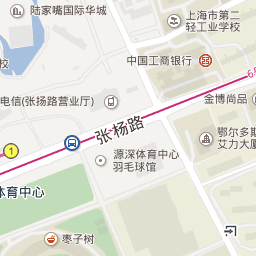 陆家嘴国际华城
上海市第二
轻工业学校
校
中国工商银行
电信(张扬路营业厅)
6
金博尚品
张杨路
鄂尔多斯
艾力大厦
1
源深体育中心
羽毛球馆
体育中心
枣子树